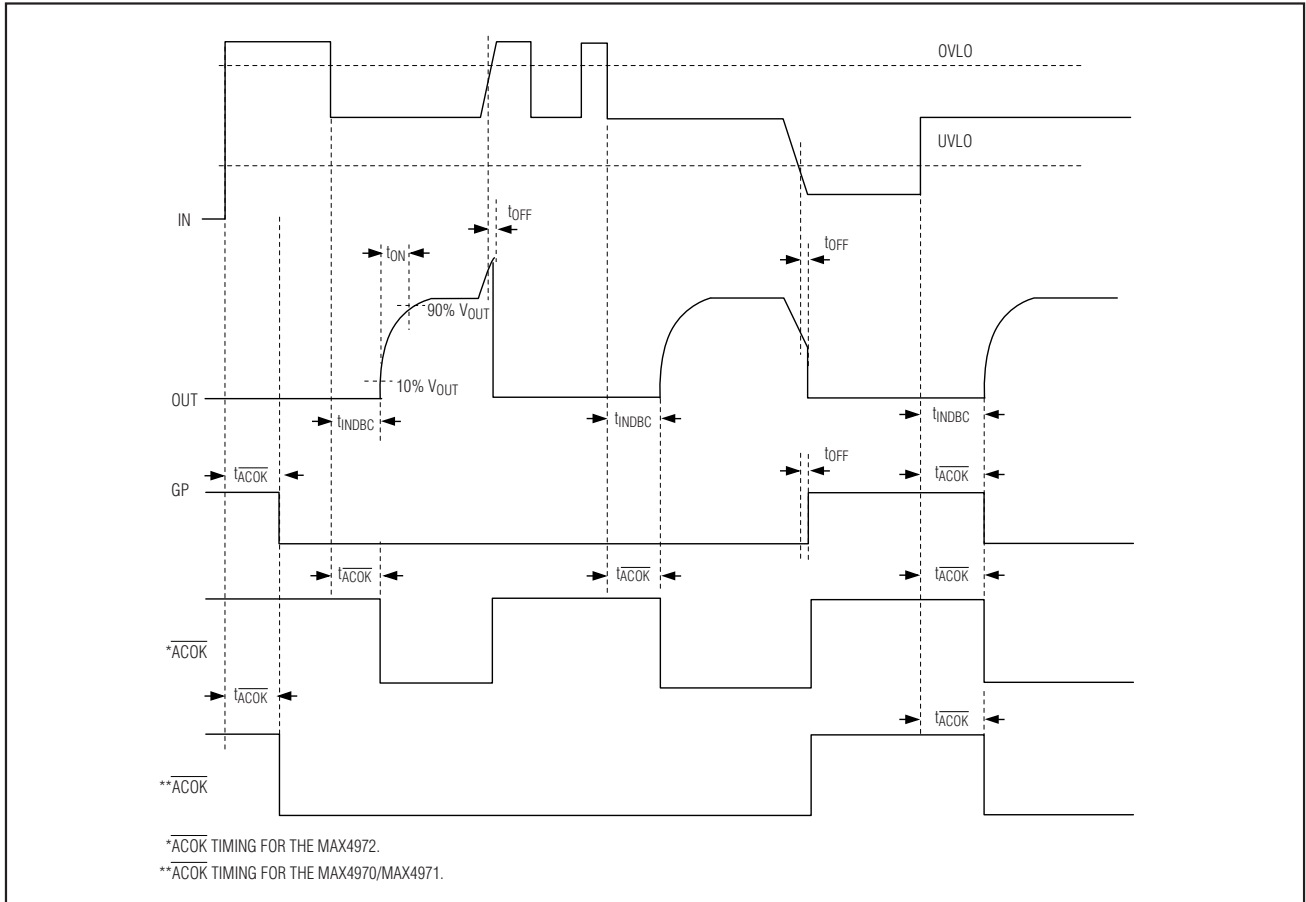 OVLO
UVLO
IN
tOFF
tOFF
tON
90% VOUT
10% VOUT
OUT
tINDBC
tINDBC
tINDBC
tOFF
tACOK
tACOK
GP
tACOK
tACOK
tACOK
*ACOK
tACOK
tACOK
**ACOK
*ACOK TIMING FOR THE MAX4972.
**ACOK TIMING FOR THE MAX4970/MAX4971.